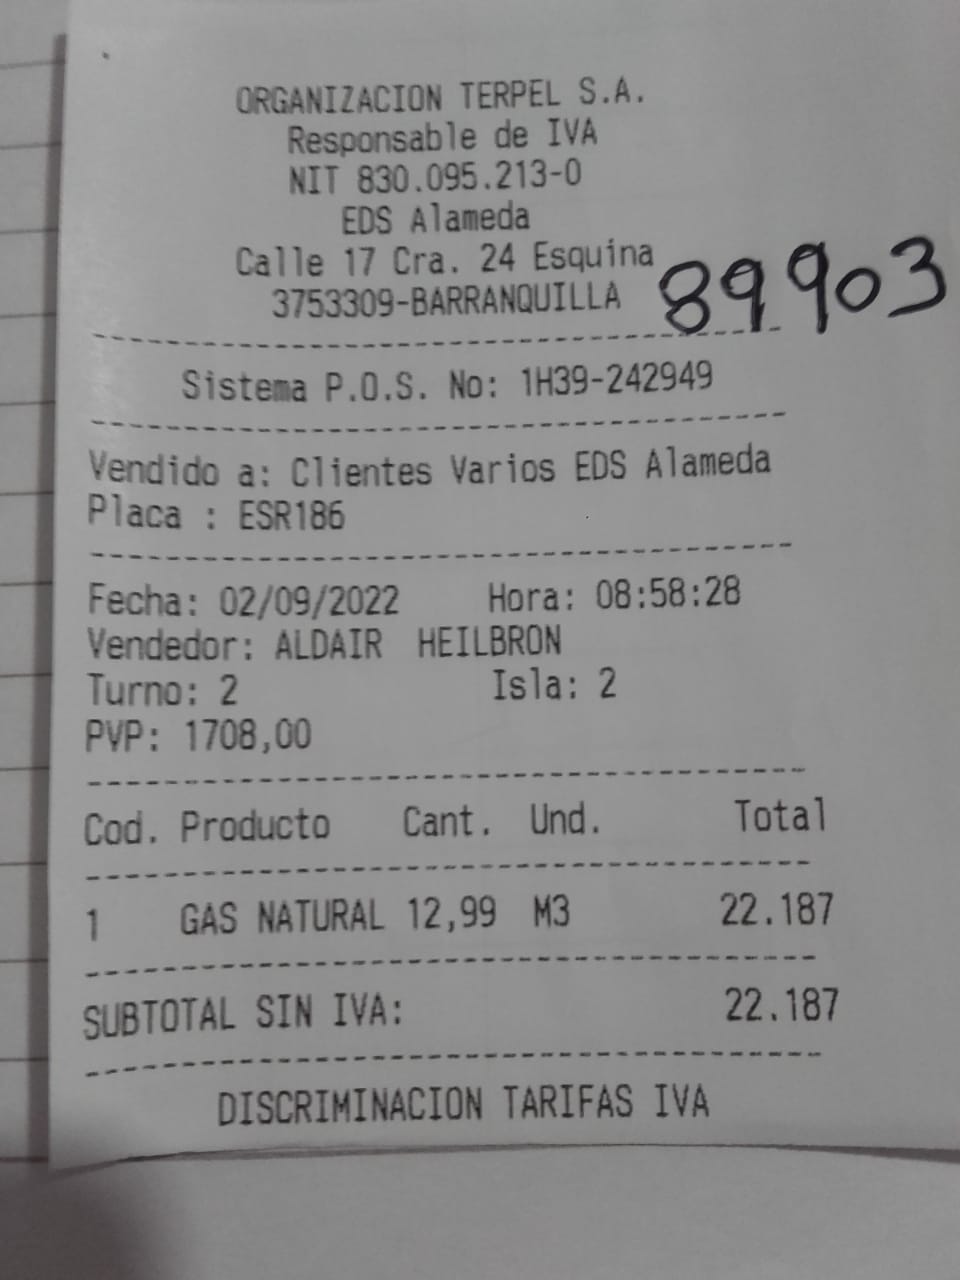 ORGANIZACION TERPEL S.A.
Responsable de IVA
NIT 830.095.213-0
EDS Alameda
Calle 17 Cra. 24 Esquina
3753309-BARRANQUILLA 89903
Sistema P.O.S. No: 1H39-242949
Vendido a: Clientes Varios EDS Alameda
Placa : ESR186
Fecha: 02/09/2022 Hora: 08:58:28
Vendedor: ALDAIR HEILBRON
Turno: 2 Isla: 2
PVP: 1708,00
Cod. Producto Cant. Und. Total
1 GAS NATURAL 12,99 M3 22.187
SUBTOTAL SIN IVA: 22.187
DISCRIMINACION TARIFAS IVA